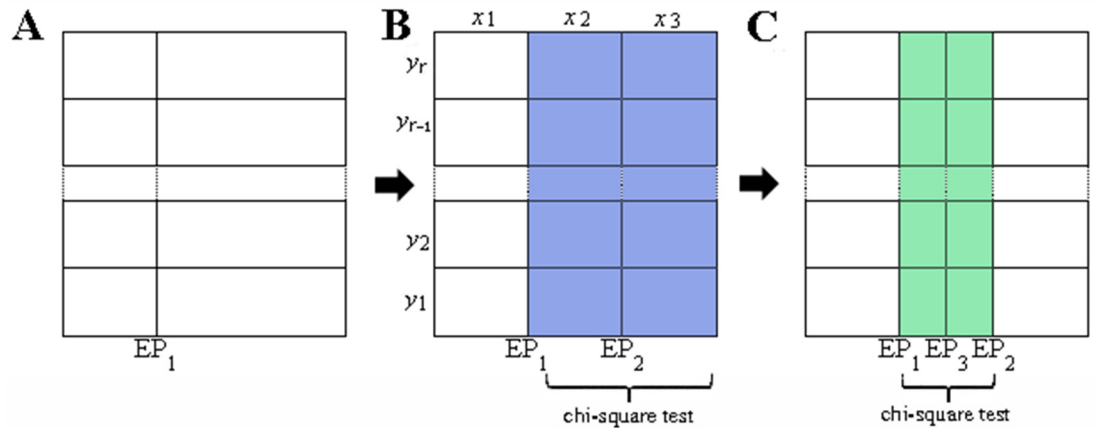 A
EP1
B
x1 x2 x3
yr
yr-1
y2
y1
EP1 EP2
chi-square test
C
EP1 EP3 EP2
chi-square test